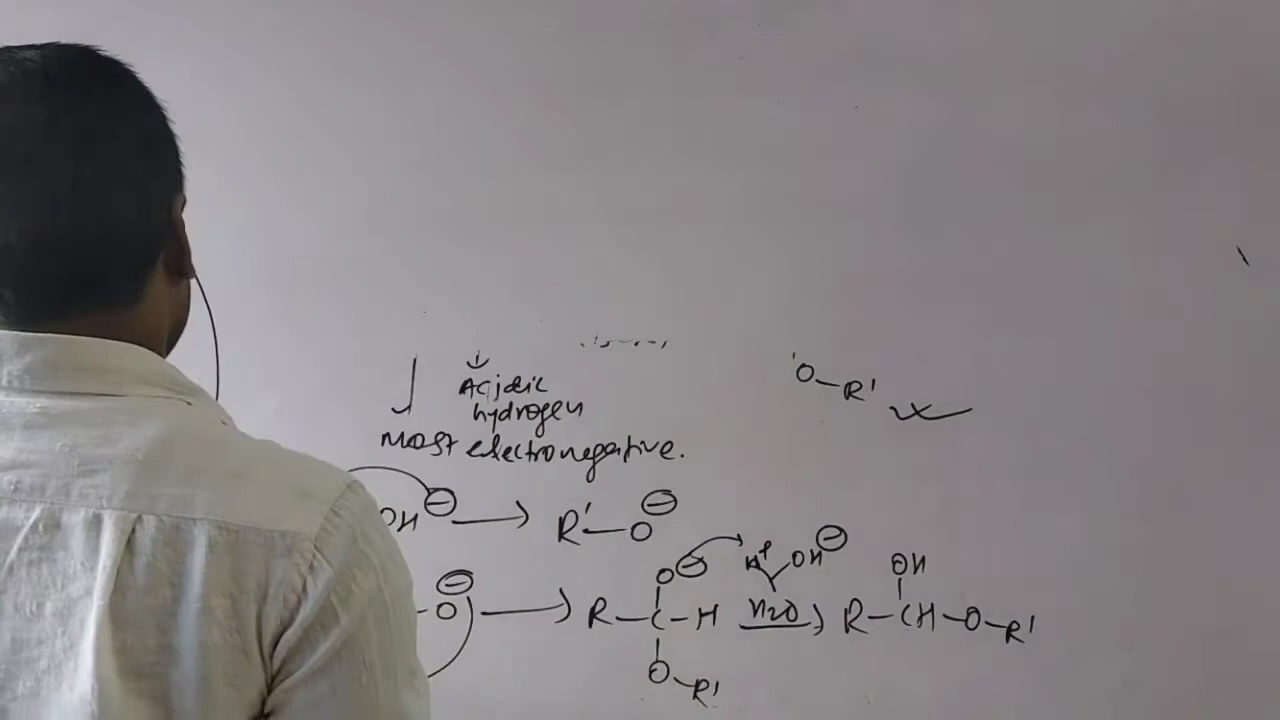 Acidic
hydrogen
most electronegative.
O—R'
OH⊖ → R'—O⊖
O⊖ H⁺ OH⊖ OH
—O⊖ → R—C—H H2O → R—CH—O—R'
O—R'